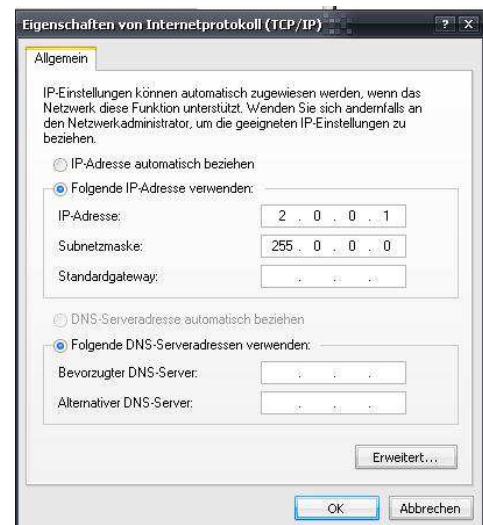 Eigenschaften von Internetprotokoll (TCP/IP)
Allgemein
IP-Einstellungen können automatisch zugewiesen werden, wenn das
Netzwerk diese Funktion unterstützt. Wenden Sie sich andernfalls an
den Netzwerkadministrator, um die geeigneten IP-Einstellungen zu
beziehen.
IP-Adresse automatisch beziehen
Folgende IP-Adresse verwenden:
IP-Adresse: 2 . 0 . 0 . 1
Subnetzmaske: 255 . 0 . 0 . 0
Standardgateway: . . .
DNS-Serveradresse automatisch beziehen
Folgende DNS-Serveradressen verwenden:
Bevorzugter DNS-Server: . . .
Alternativer DNS-Server: . . .
Erweitert...
OK Abbrechen